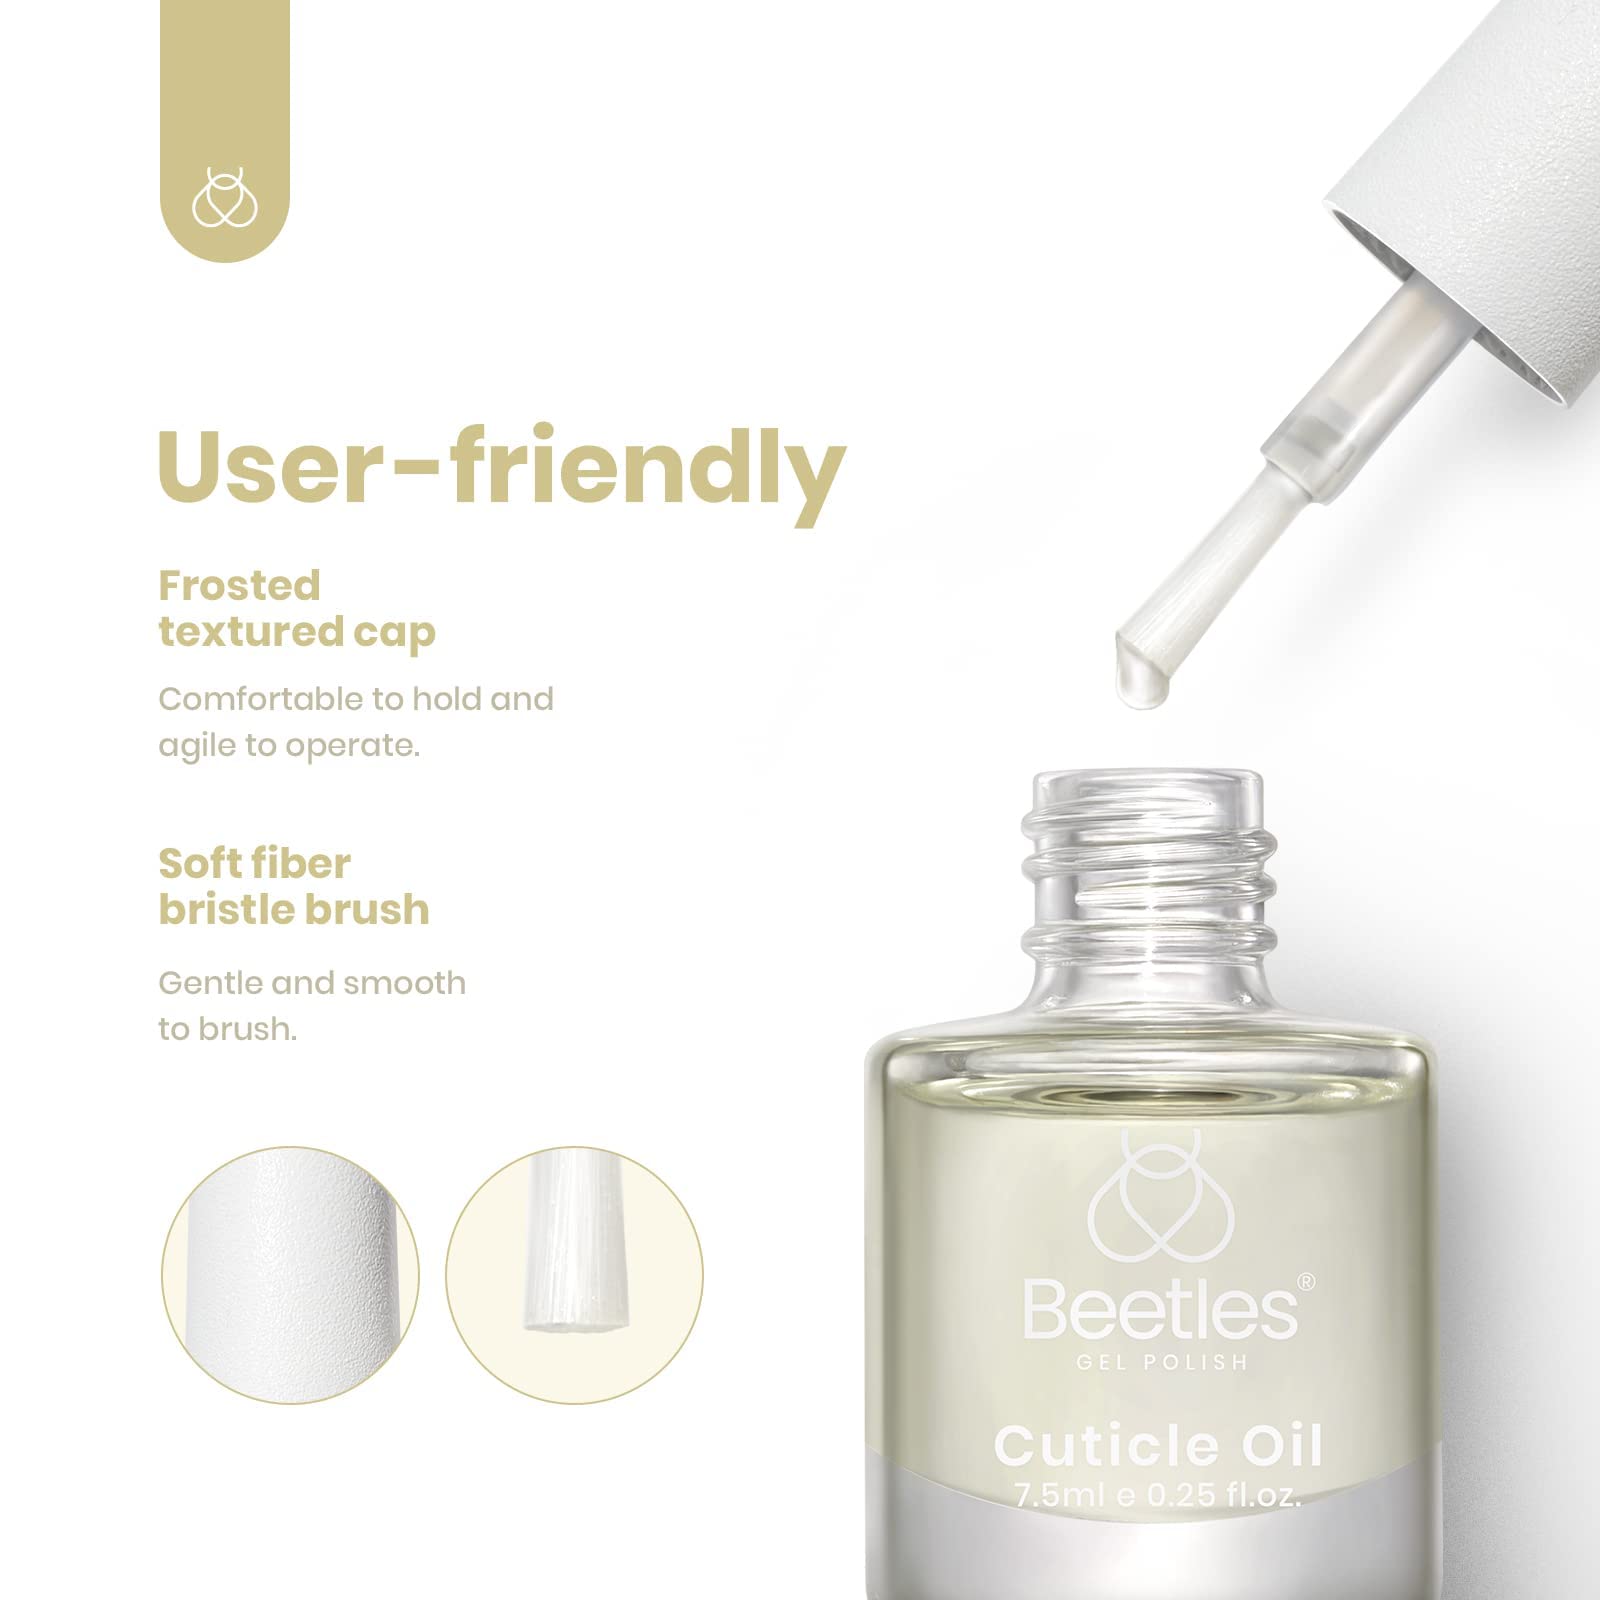 User-friendly
Frosted
textured cap
Comfortable to hold and
agile to operate.
Soft fiber
bristle brush
Gentle and smooth
to brush.
Beetles®
GEL POLISH
Cuticle Oil
7.5ml e 0.25 fl.oz.